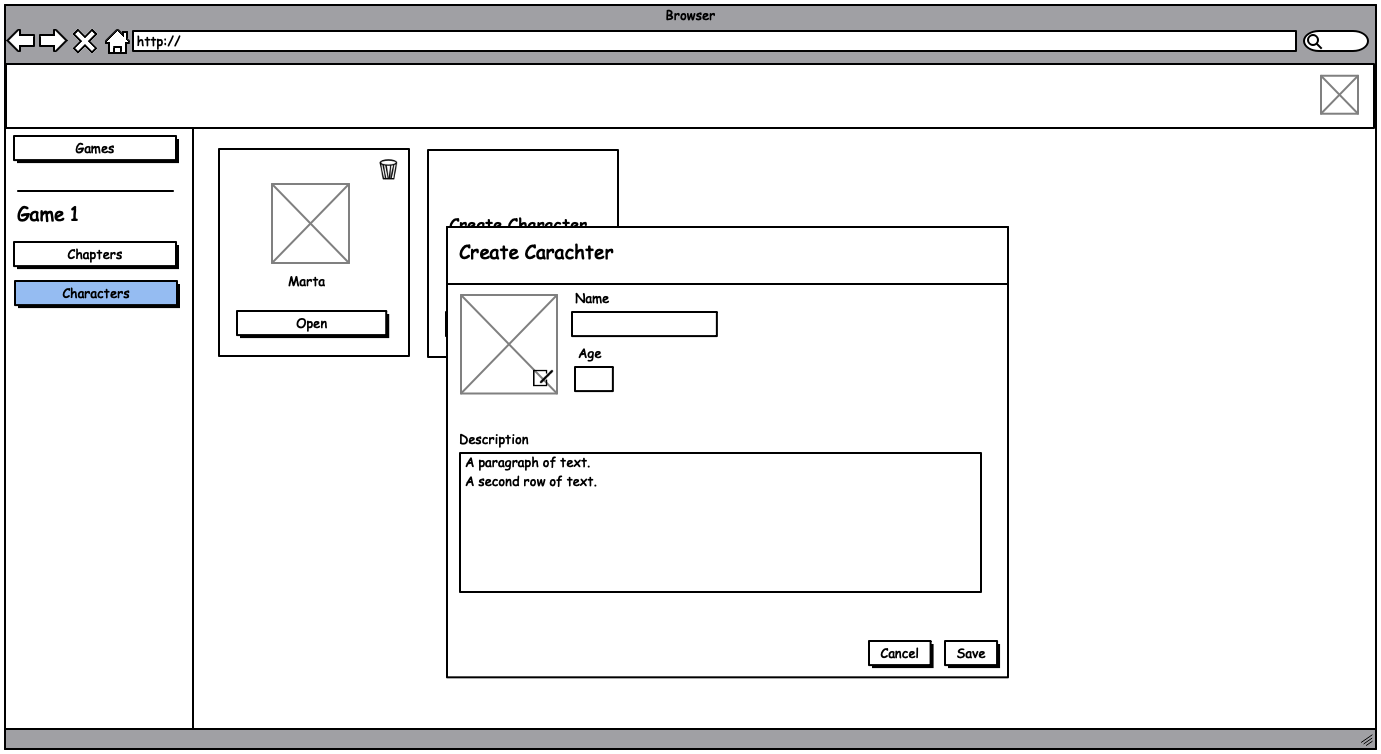 Browser
http://
Games
Game 1
Chapters
Characters
Marta
Open
Create Character
Create Carachter
Name
Age
Description
A paragraph of text.
A second row of text.
Cancel
Save